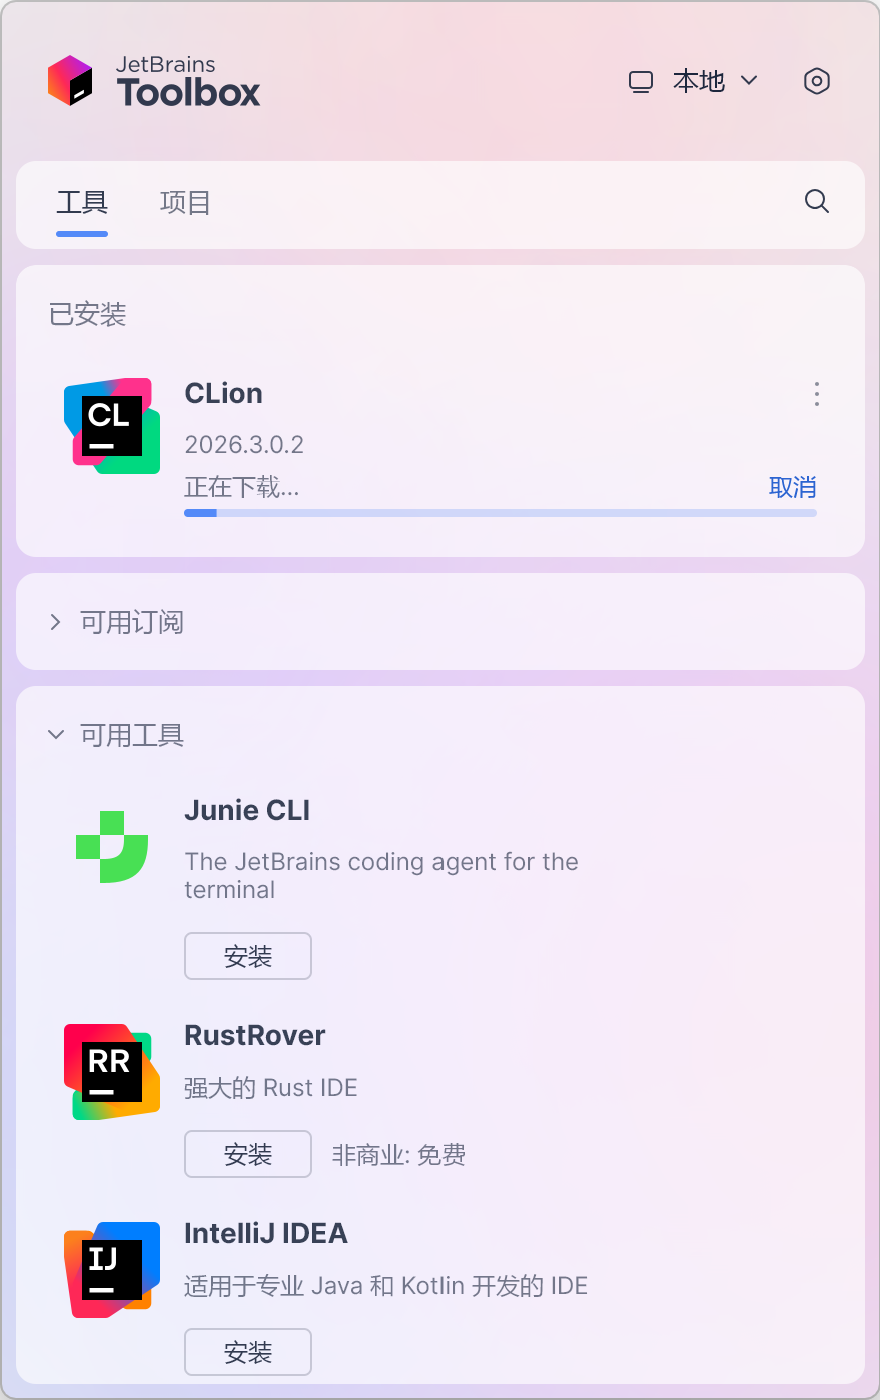 JetBrains
Toolbox
本地
工具
项目
已安装
CL
CLion
2026.3.0.2
正在下载...
取消
可用订阅
可用工具
Junie CLI
The JetBrains coding agent for the
terminal
安装
RR
RustRover
强大的 Rust IDE
安装
非商业: 免费
IJ
IntelliJ IDEA
适用于专业 Java 和 Kotlin 开发的 IDE
安装